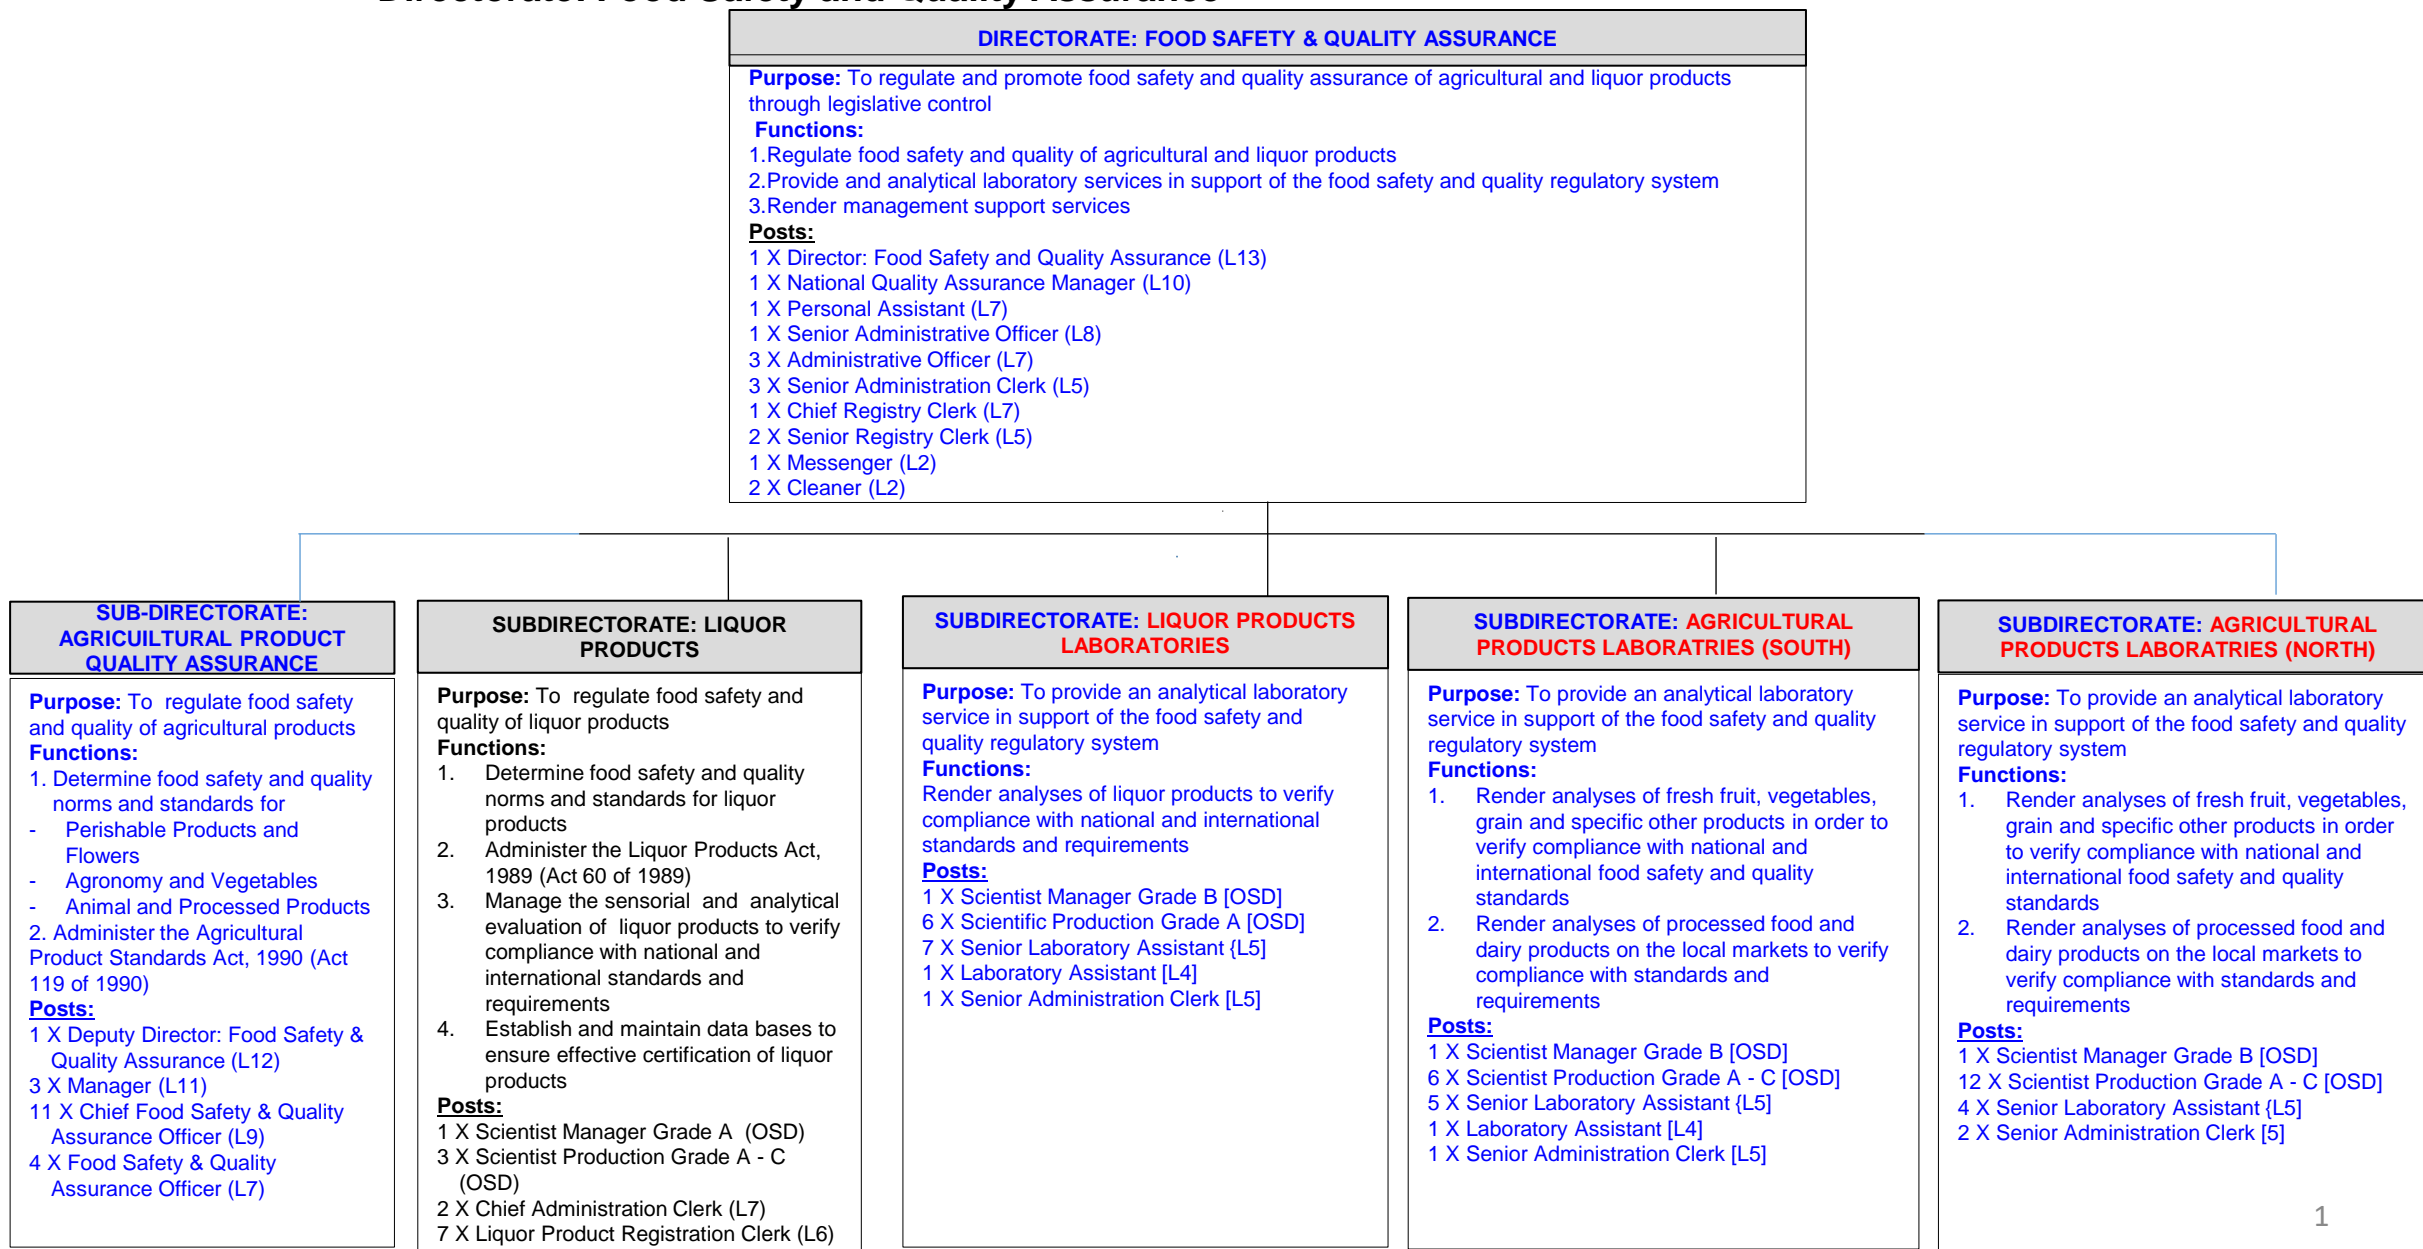 Directorate: Food Safety and Quality Assurance
DIRECTORATE: FOOD SAFETY & QUALITY ASSURANCE
Purpose: To regulate and promote food safety and quality assurance of agricultural and liquor products
through legislative control
Functions:
1.Regulate food safety and quality of agricultural and liquor products
2.Provide and analytical laboratory services in support of the food safety and quality regulatory system
3.Render management support services
Posts:
1 X Director: Food Safety and Quality Assurance (L13)
1 X National Quality Assurance Manager (L10)
1 X Personal Assistant (L7)
1 X Senior Administrative Officer (L8)
3 X Administrative Officer (L7)
3 X Senior Administration Clerk (L5)
1 X Chief Registry Clerk (L7)
2 X Senior Registry Clerk (L5)
1 X Messenger (L2)
2 X Cleaner (L2)
SUB-DIRECTORATE:
AGRICUILTURAL PRODUCT
QUALITY ASSURANCE
Purpose: To regulate food safety
and quality of agricultural products
Functions:
1. Determine food safety and quality
norms and standards for
- Perishable Products and
Flowers
- Agronomy and Vegetables
- Animal and Processed Products
2. Administer the Agricultural
Product Standards Act, 1990 (Act
119 of 1990)
Posts:
1 X Deputy Director: Food Safety &
Quality Assurance (L12)
3 X Manager (L11)
11 X Chief Food Safety & Quality
Assurance Officer (L9)
4 X Food Safety & Quality
Assurance Officer (L7)
SUBDIRECTORATE: LIQUOR
PRODUCTS
Purpose: To regulate food safety and
quality of liquor products
Functions:
1. Determine food safety and quality
norms and standards for liquor
products
2. Administer the Liquor Products Act,
1989 (Act 60 of 1989)
3. Manage the sensorial and analytical
evaluation of liquor products to verify
compliance with national and
international standards and
requirements
4. Establish and maintain data bases to
ensure effective certification of liquor
products
Posts:
1 X Scientist Manager Grade A (OSD)
3 X Scientist Production Grade A - C
(OSD)
2 X Chief Administration Clerk (L7)
7 X Liquor Product Registration Clerk (L6)
SUBDIRECTORATE: LIQUOR PRODUCTS
LABORATORIES
Purpose: To provide an analytical laboratory
service in support of the food safety and
quality regulatory system
Functions:
Render analyses of liquor products to verify
compliance with national and international
standards and requirements
Posts:
1 X Scientist Manager Grade B [OSD]
6 X Scientific Production Grade A [OSD]
7 X Senior Laboratory Assistant {L5]
1 X Laboratory Assistant [L4]
1 X Senior Administration Clerk [L5]
SUBDIRECTORATE: AGRICULTURAL
PRODUCTS LABORATRIES (SOUTH)
Purpose: To provide an analytical laboratory
service in support of the food safety and quality
regulatory system
Functions:
1. Render analyses of fresh fruit, vegetables,
grain and specific other products in order to
verify compliance with national and
international food safety and quality
standards
2. Render analyses of processed food and
dairy products on the local markets to verify
compliance with standards and
requirements
Posts:
1 X Scientist Manager Grade B [OSD]
6 X Scientist Production Grade A - C [OSD]
5 X Senior Laboratory Assistant {L5]
1 X Laboratory Assistant [L4]
1 X Senior Administration Clerk [L5]
SUBDIRECTORATE: AGRICULTURAL
PRODUCTS LABORATRIES (NORTH)
Purpose: To provide an analytical laboratory
service in support of the food safety and quality
regulatory system
Functions:
1. Render analyses of fresh fruit, vegetables,
grain and specific other products in order
to verify compliance with national and
international food safety and quality
standards
2. Render analyses of processed food and
dairy products on the local markets to
verify compliance with standards and
requirements
Posts:
1 X Scientist Manager Grade B [OSD]
12 X Scientist Production Grade A - C [OSD]
4 X Senior Laboratory Assistant {L5]
2 X Senior Administration Clerk [5]
1